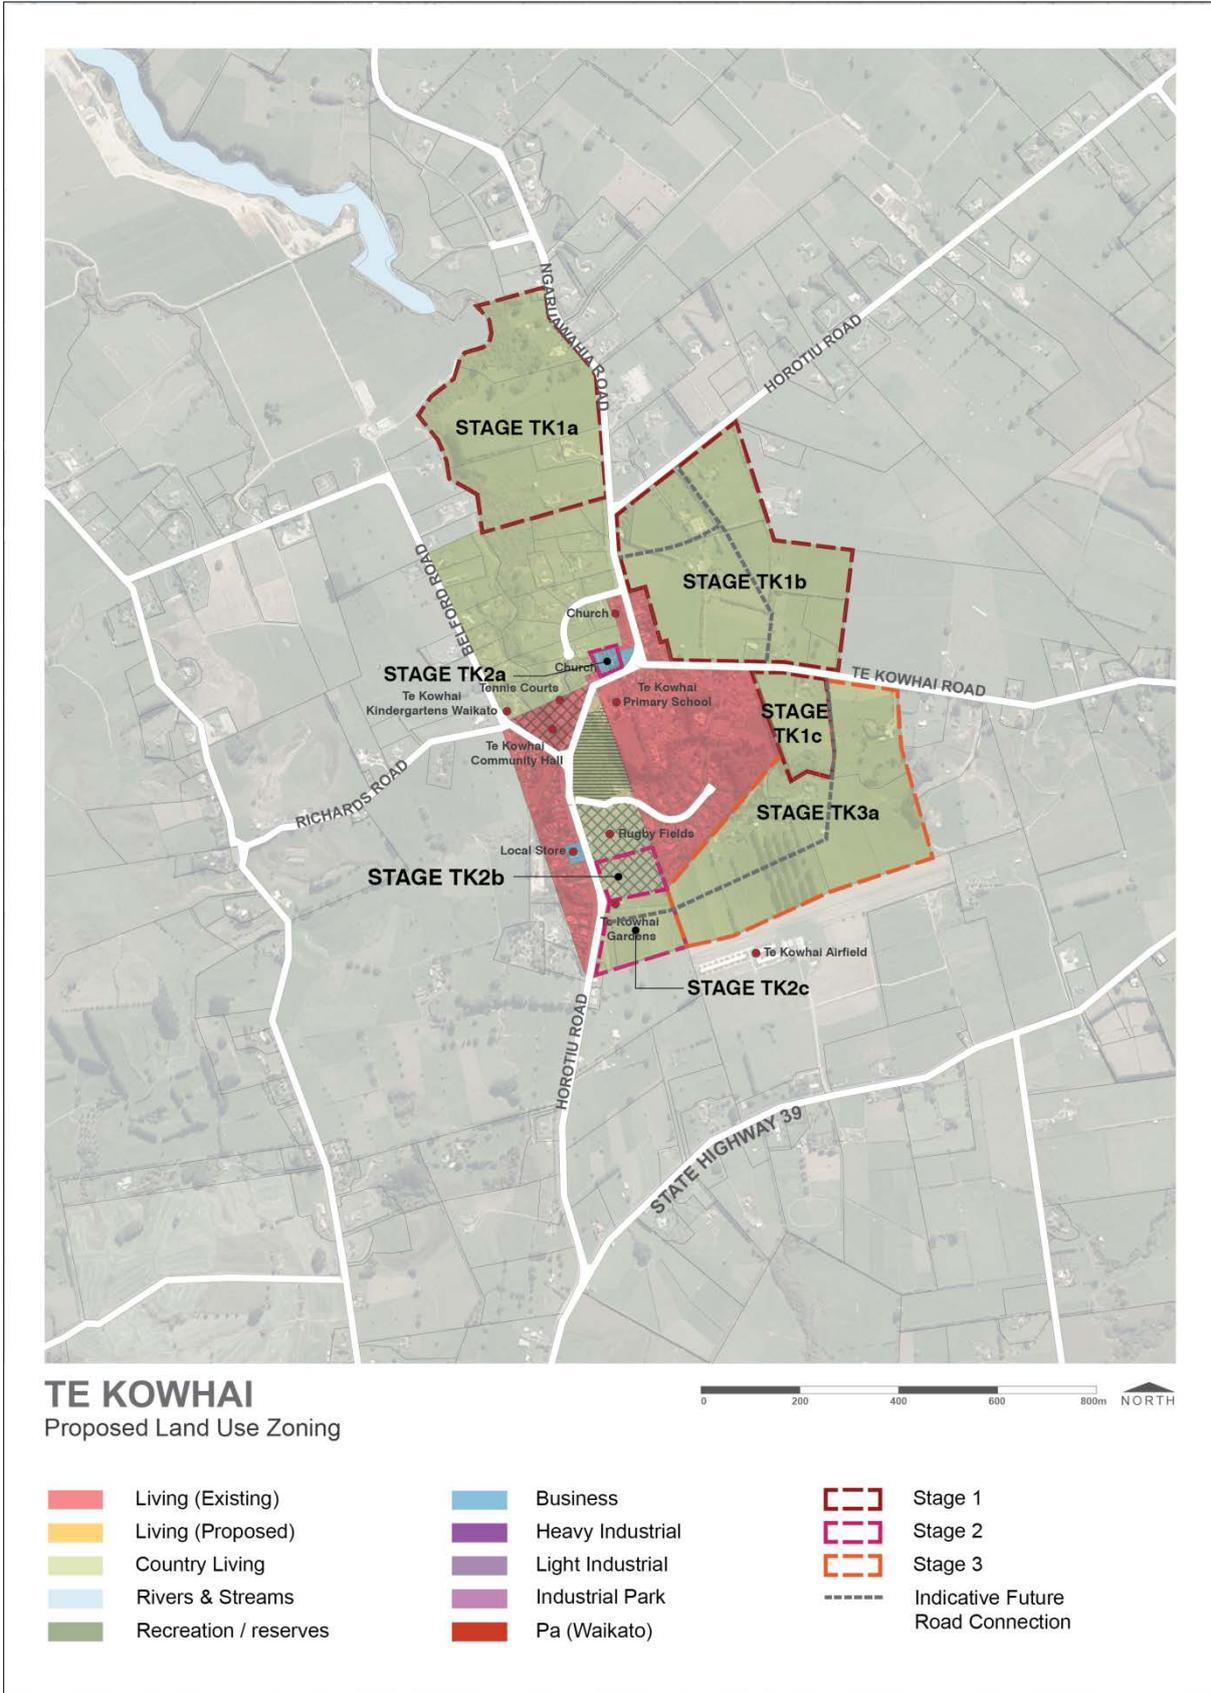 NGARUAWAHIA ROAD
HOROTIU ROAD
STAGE TK1a
BELFORD ROAD
STAGE TK1b
Church
Church
STAGE TK2a
Tennis Courts
Te Kowhai
Kindergartens Waikato
Te Kowhai
Primary School
TE KOWHAI ROAD
STAGE
TK1c
Te Kowhai
Community Hall
RICHARDS ROAD
STAGE TK3a
Rugby Fields
Local Store
STAGE TK2b
Te Kowhai
Gardens
Te Kowhai Airfield
STAGE TK2c
HOROTIU ROAD
STATE HIGHWAY 39
TE KOWHAI
Proposed Land Use Zoning
0 200 400 600 800m
NORTH
Living (Existing)
Living (Proposed)
Country Living
Rivers & Streams
Recreation / reserves
Business
Heavy Industrial
Light Industrial
Industrial Park
Pa (Waikato)
Stage 1
Stage 2
Stage 3
Indicative Future
Road Connection